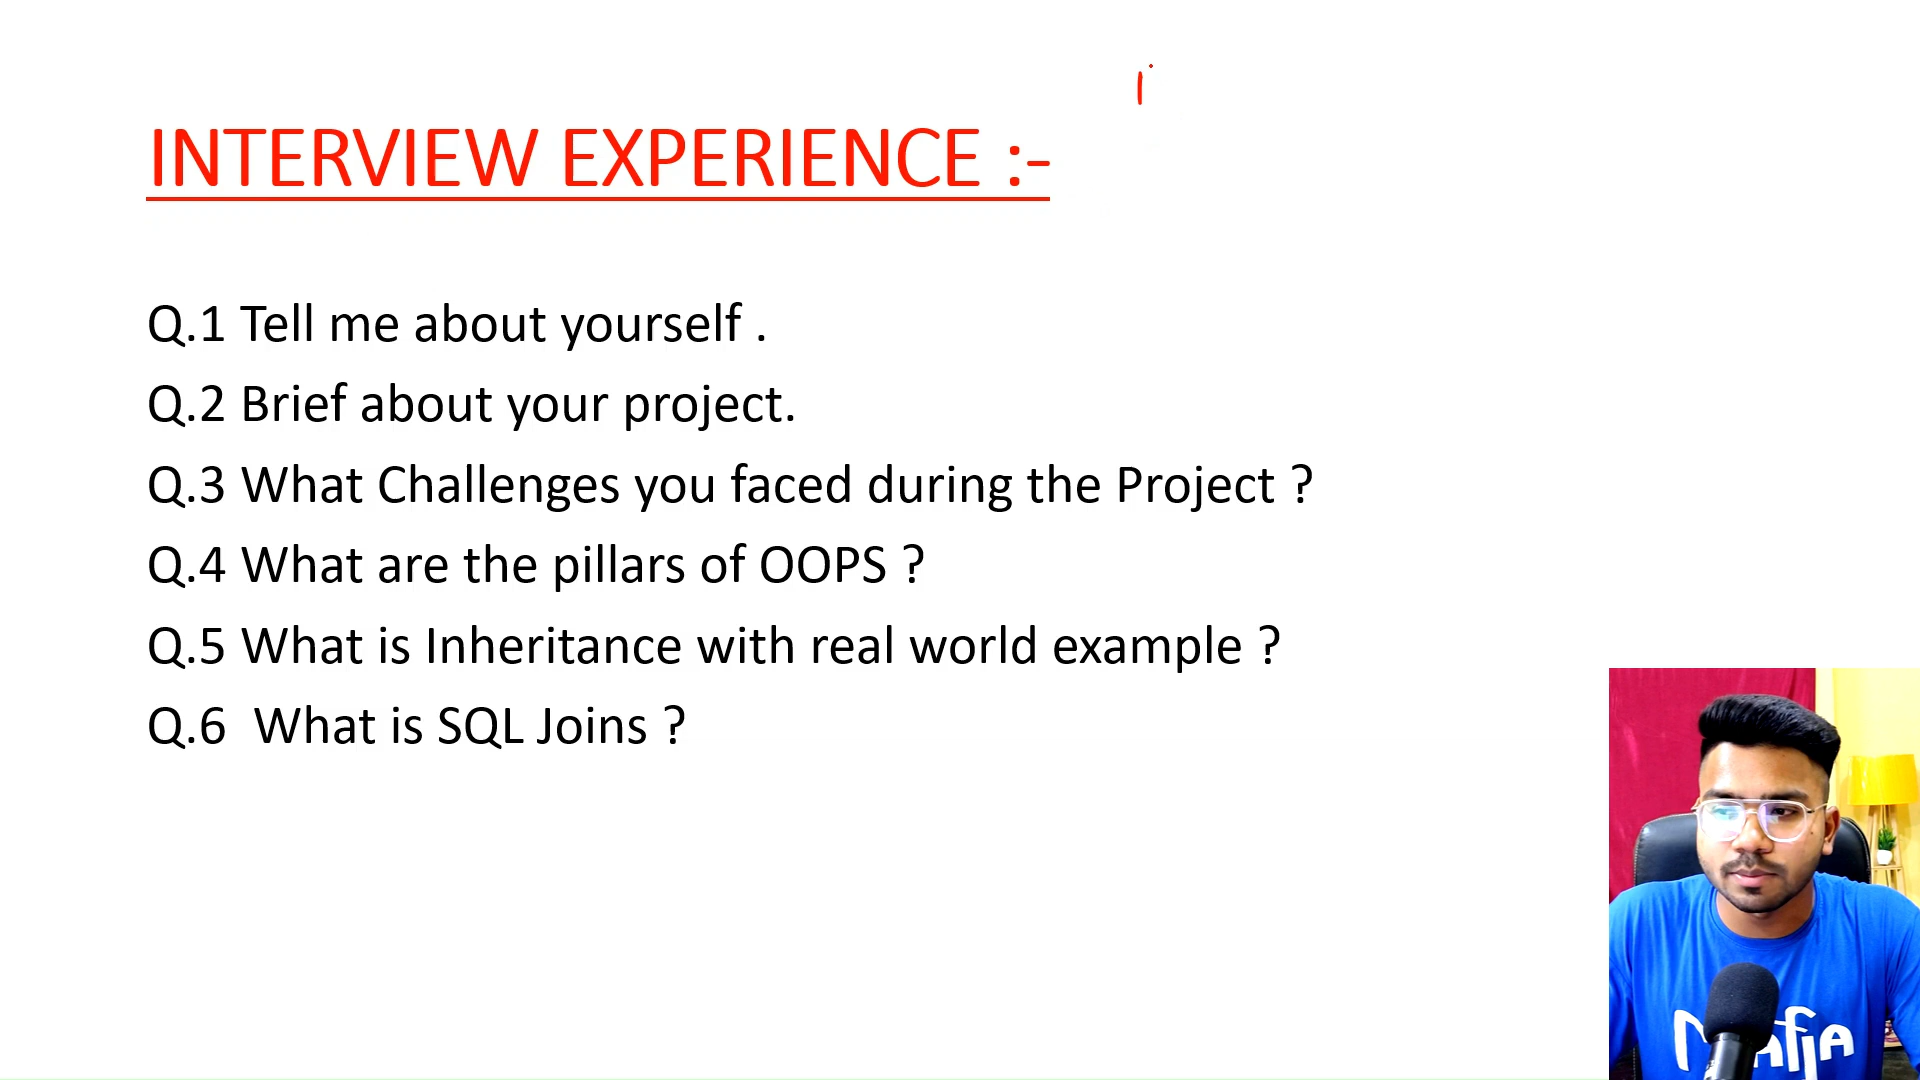 INTERVIEW EXPERIENCE :-
Q.1 Tell me about yourself .
Q.2 Brief about your project.
Q.3 What Challenges you faced during the Project ?
Q.4 What are the pillars of OOPS ?
Q.5 What is Inheritance with real world example ?
Q.6 What is SQL Joins ?